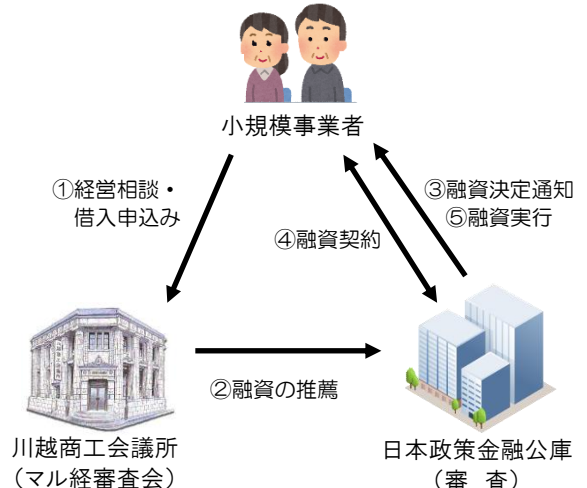 小規模事業者
①経営相談・
借入申込み
③融資決定通知
⑤融資実行
④融資契約
②融資の推薦
川越商工会議所
（マル経審査会）
日本政策金融公庫
（審　査）